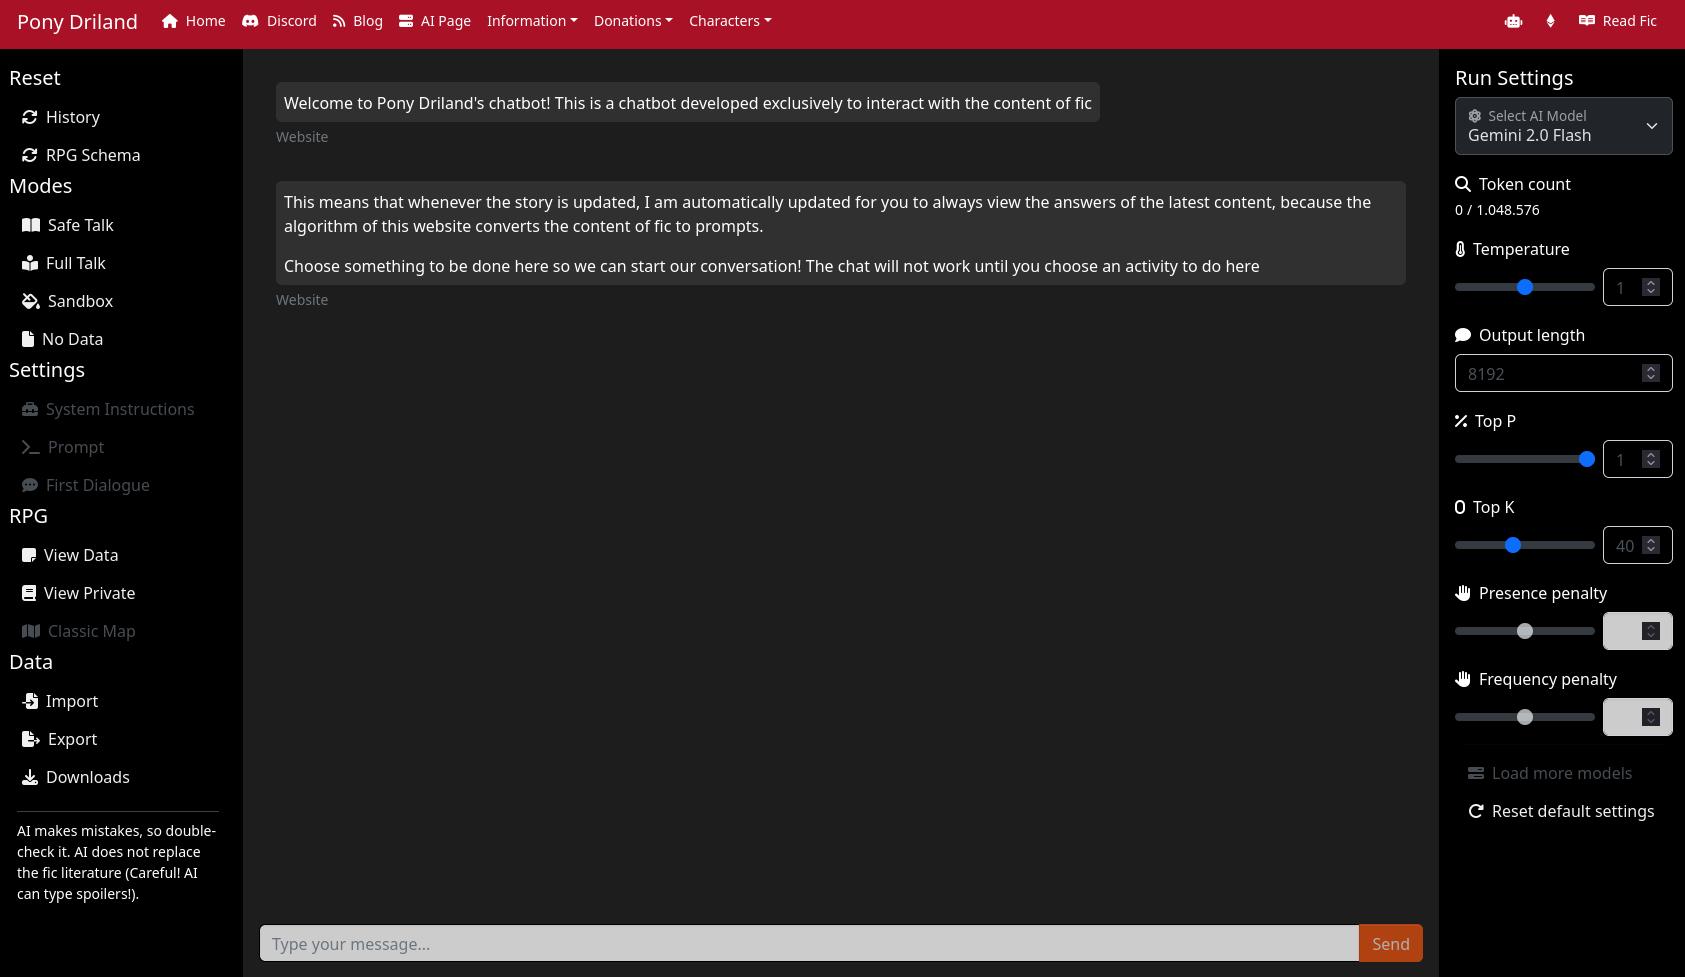 Pony Driland
Home
Discord
Blog
AI Page
Information
Donations
Characters
Read Fic
Reset
History
RPG Schema
Modes
Safe Talk
Full Talk
Sandbox
No Data
Settings
System Instructions
Prompt
First Dialogue
RPG
View Data
View Private
Classic Map
Data
Import
Export
Downloads
AI makes mistakes, so double-
check it. AI does not replace
the fic literature (Careful! AI
can type spoilers!).
Welcome to Pony Driland's chatbot! This is a chatbot developed exclusively to interact with the content of fic
Website
This means that whenever the story is updated, I am automatically updated for you to always view the answers of the latest content, because the
algorithm of this website converts the content of fic to prompts.
Choose something to be done here so we can start our conversation! The chat will not work until you choose an activity to do here
Website
Type your message...
Send
Run Settings
Select AI Model
Gemini 2.0 Flash
Token count
0 / 1.048.576
Temperature
1
Output length
8192
Top P
1
Top K
40
Presence penalty
Frequency penalty
Load more models
Reset default settings